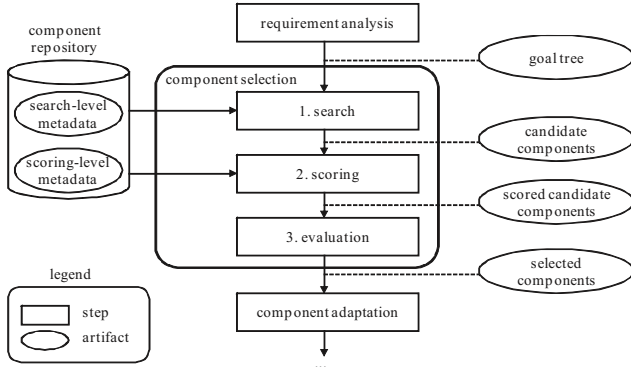 component
repository
requirement analysis
goal tree
component selection
search-level
metadata
1. search
candidate
components
scoring-level
metadata
2. scoring
scored candidate
components
3. evaluation
selected
components
legend
step
artifact
component adaptation
...